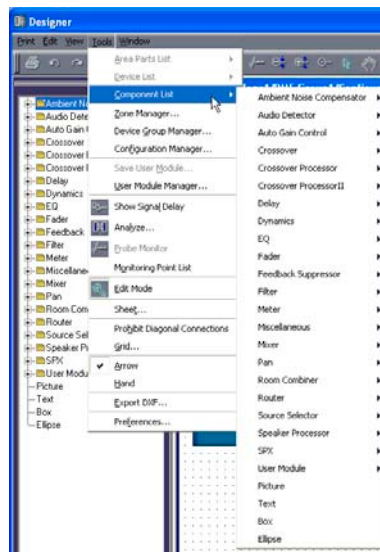 Designer
Print Edit View Tools Window
Area Parts List
Device List
Component List
Zone Manager...
Device Group Manager...
Configuration Manager...
Save User Module...
User Module Manager...
Show Signal Delay
Analyze...
Probe Monitor
Monitoring Point List
Edit Mode
Sheet...
Prohibit Diagonal Connections
Grid...
Arrow
Hand
Export DXF...
Preferences...
Ambient Noise Compensator
Audio Detector
Auto Gain Control
Crossover
Crossover Processor
Crossover ProcessorII
Delay
Dynamics
EQ
Fader
Feedback Suppressor
Filter
Meter
Miscellaneous
Mixer
Pan
Room Combiner
Router
Source Selector
Speaker Processor
SPX
User Module
Picture
Text
Box
Ellipse
Ambient No
Audio Dete
Auto Gain
Crossover
Crossover
Crossover
Delay
Dynamics
EQ
Fader
Feedback
Filter
Meter
Miscellane
Mixer
Pan
Room Com
Router
Source Sel
Speaker Pr
SPX
User Modu
Picture
Text
Box
Ellipse